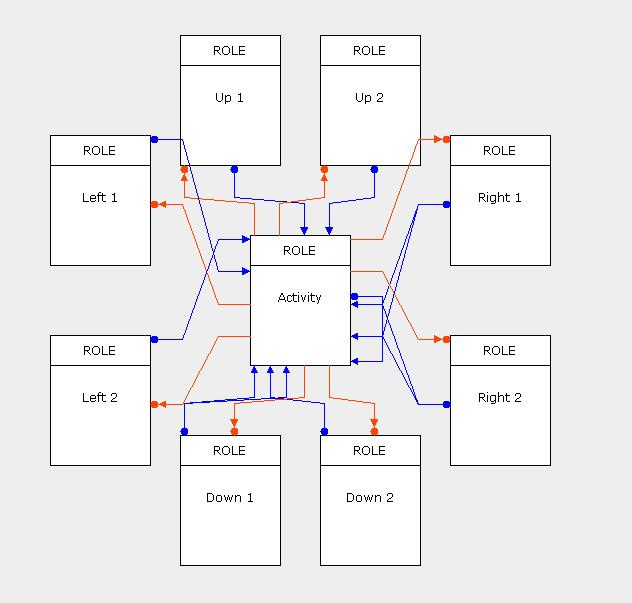 ROLE
Up 1
ROLE
Up 2
ROLE
Left 1
ROLE
Right 1
ROLE
Activity
ROLE
Left 2
ROLE
Right 2
ROLE
Down 1
ROLE
Down 2